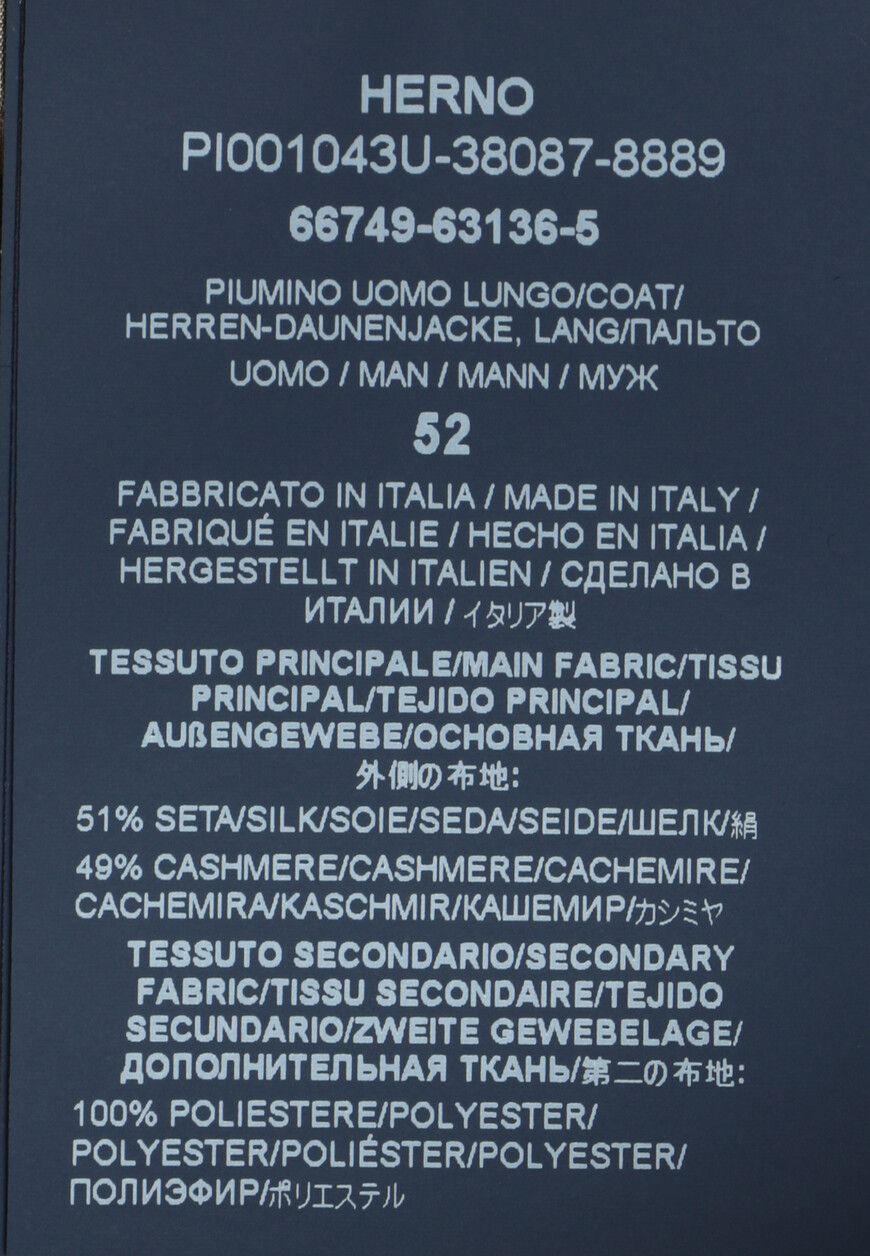 HERNO
PI001043U-38087-8889
66749-63136-5
PIUMINO UOMO LUNGO/COAT/
HERREN-DAUNENJACKE, LANG/ПАЛЬТО
UOMO / MAN / MANN / МУЖ
52
FABBRICATO IN ITALIA / MADE IN ITALY /
FABRIQUÉ EN ITALIE / HECHO EN ITALIA /
HERGESTELLT IN ITALIEN / СДЕЛАНО В
ИТАЛИИ / イタリア製
TESSUTO PRINCIPALE/MAIN FABRIC/TISSU
PRINCIPAL/TEJIDO PRINCIPAL/
AUßENGEWEBE/ОСНОВНАЯ ТКАНЬ/
外側の布地:
51% SETA/SILK/SOIE/SEDA/SEIDE/ШЕЛК/絹
49% CASHMERE/CASHMERE/CACHEMIRE/
CACHEMIRA/KASCHMIR/КАШЕМИР/カシミヤ
TESSUTO SECONDARIO/SECONDARY
FABRIC/TISSU SECONDAIRE/TEJIDO
SECUNDARIO/ZWEITE GEWEBELAGE/
ДОПОЛНИТЕЛЬНАЯ ТКАНЬ/第二の布地:
100% POLIESTERE/POLYESTER/
POLYESTER/POLIÉSTER/POLYESTER/
ПОЛИЭФИР/ポリエステル